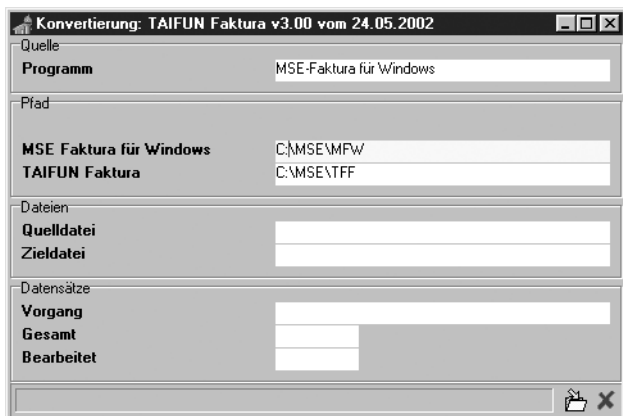 Konvertierung: TAIFUN Faktura v3.00 vom 24.05.2002
Quelle
Programm MSE-Faktura für Windows
Pfad
MSE Faktura für Windows C:\MSE\MFW
TAIFUN Faktura C:\MSE\TFF
Dateien
Quelldatei
Zieldatei
Datensätze
Vorgang
Gesamt
Bearbeitet